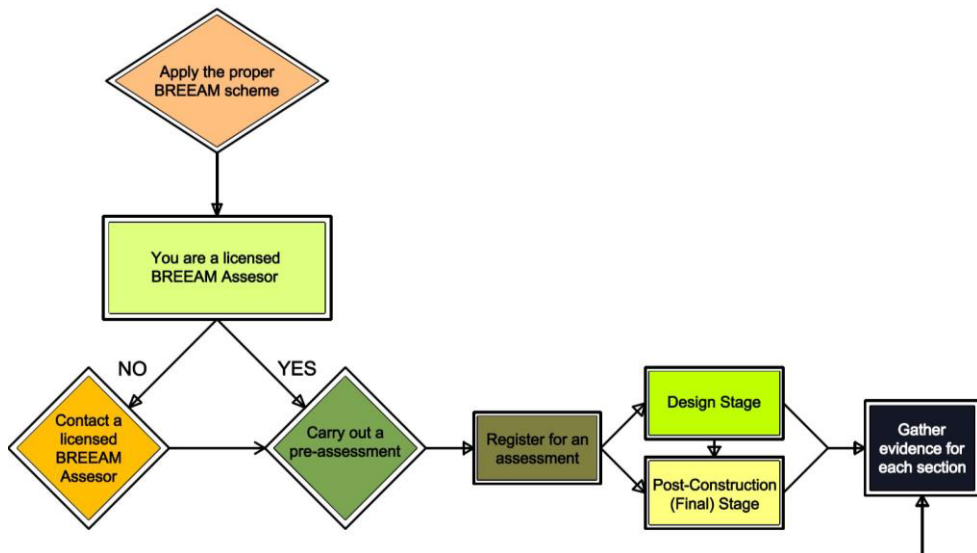 Apply the proper
BREEAM scheme
You are a licensed
BREEAM Assesor
NO
YES
Contact a
licensed
BREEAM
Assesor
Carry out a
pre-assessment
Register for an
assessment
Design Stage
Post-Construction
(Final) Stage
Gather
evidence for
each section